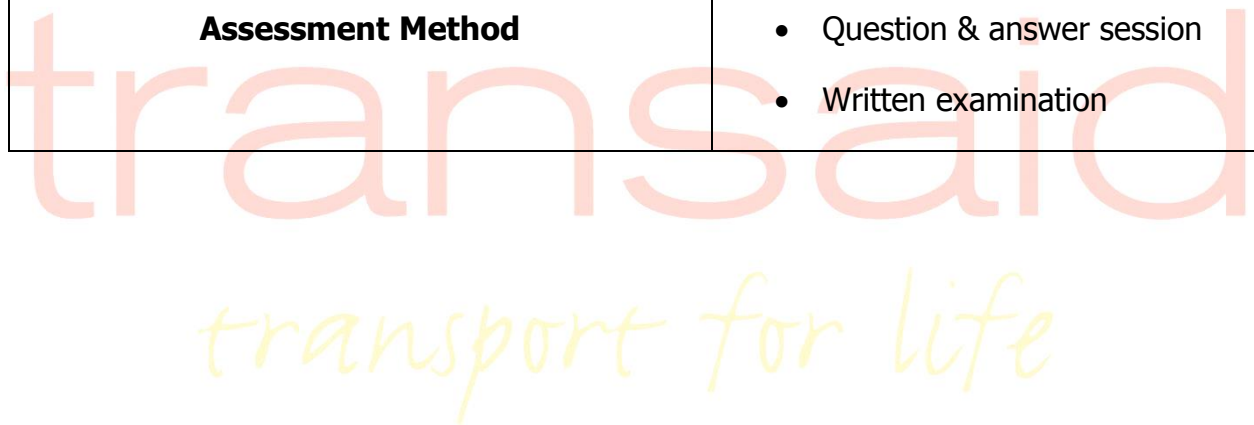 Assessment Method
• Question & answer session
• Written examination
transaid
transport for life